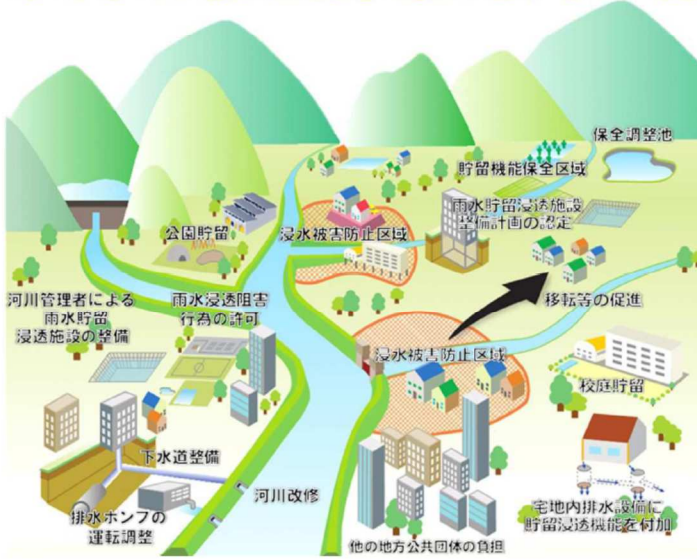 保全調整池
貯留機能保全区域
雨水貯留浸透施設
整備計画の認定
公園貯留
浸水被害防止区域
河川管理者による
雨水貯留
浸透施設の整備
雨水浸透阻害
行為の許可
移転等の促進
浸水被害防止区域
校庭貯留
下水道整備
河川改修
排水ポンプの
運転調整
宅地内排水設備に
貯留浸透機能を付加
他の地方公共団体の負担